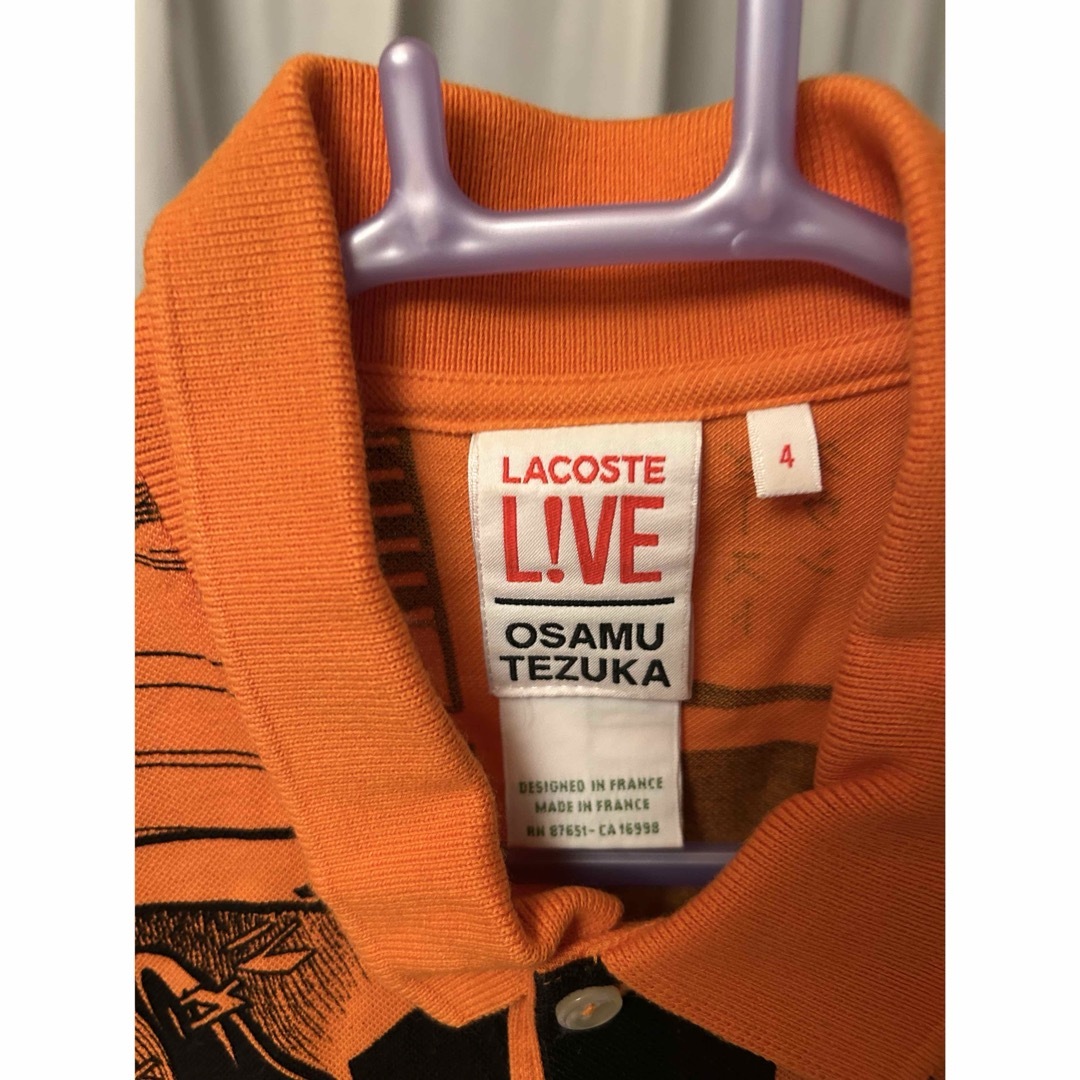 LACOSTE
L!VE
OSAMU
TEZUKA
4
DESIGNED IN FRANCE
MADE IN FRANCE
RN 87651-CA 16998